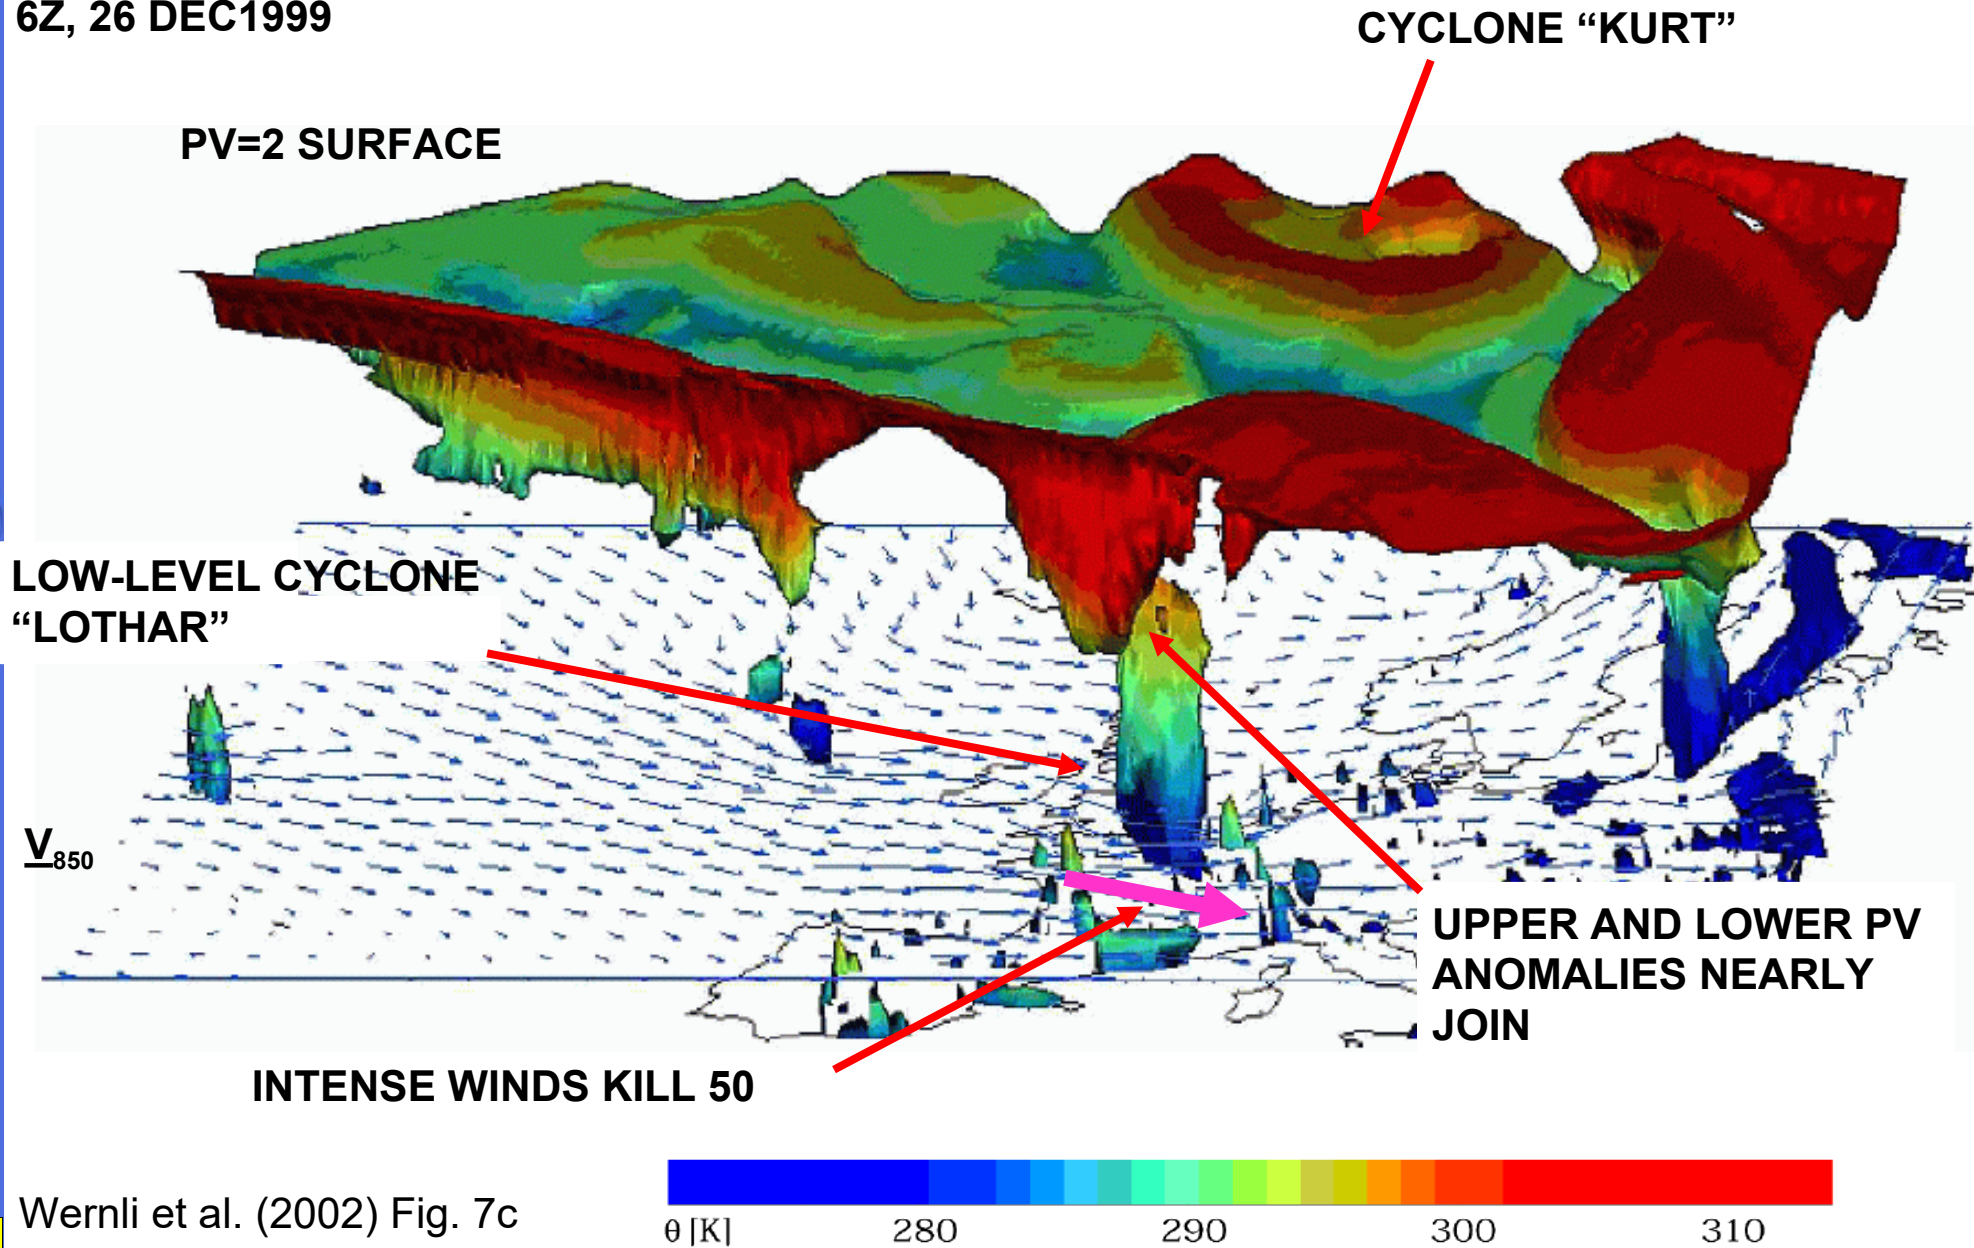 6Z, 26 DEC1999
CYCLONE “KURT”
PV=2 SURFACE
LOW-LEVEL CYCLONE
“LOTHAR”
V850
UPPER AND LOWER PV
ANOMALIES NEARLY
JOIN
INTENSE WINDS KILL 50
Wernli et al. (2002) Fig. 7c
θ [K] 280 290 300 310